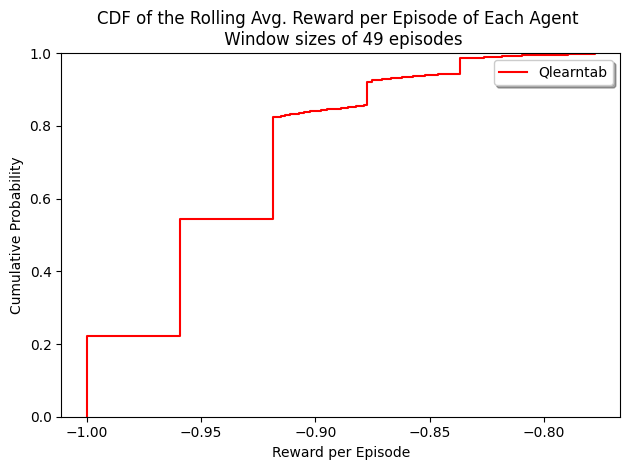 CDF of the Rolling Avg. Reward per Episode of Each Agent
Window sizes of 49 episodes
Qlearntab
1.0
0.8
0.6
0.4
0.2
0.0
Cumulative Probability
−1.00
−0.95
−0.90
−0.85
−0.80
Reward per Episode